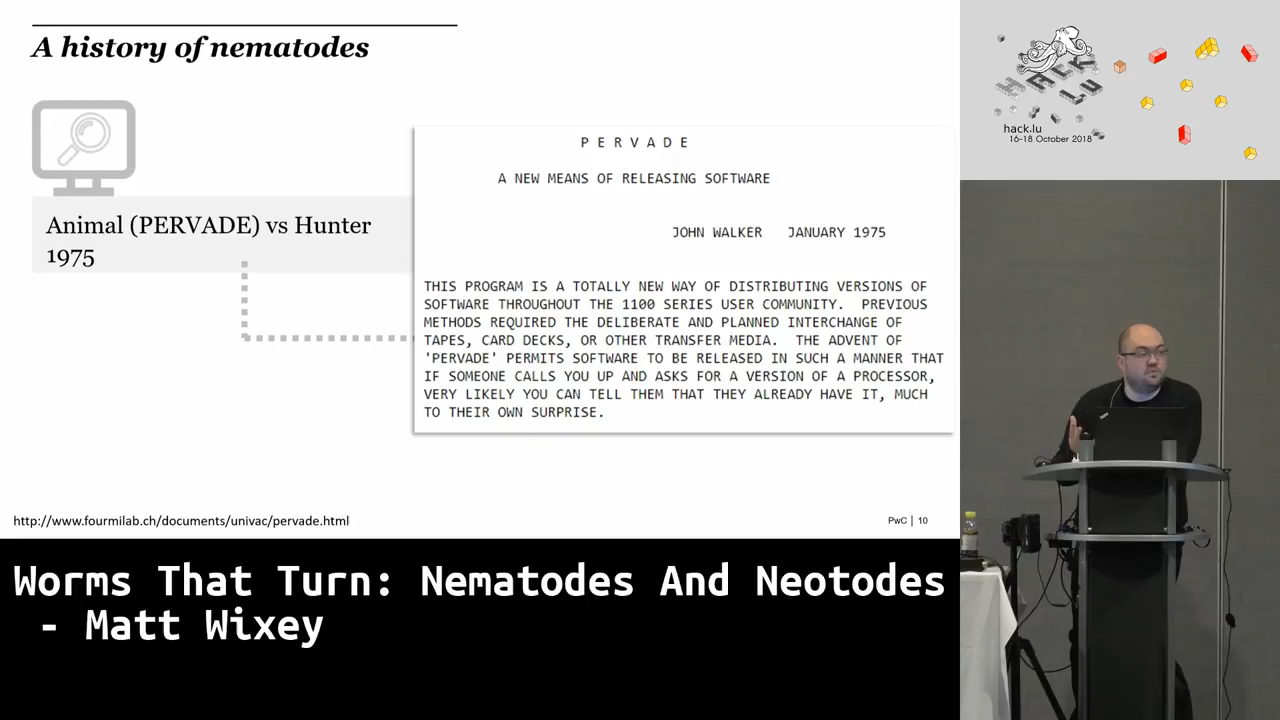 A history of nematodes
Animal (PERVADE) vs Hunter
1975
P E R V A D E
A NEW MEANS OF RELEASING SOFTWARE
JOHN WALKER JANUARY 1975
THIS PROGRAM IS A TOTALLY NEW WAY OF DISTRIBUTING VERSIONS OF
SOFTWARE THROUGHOUT THE 1100 SERIES USER COMMUNITY. PREVIOUS
METHODS REQUIRED THE DELIBERATE AND PLANNED INTERCHANGE OF
TAPES, CARD DECKS, OR OTHER TRANSFER MEDIA. THE ADVENT OF
'PERVADE' PERMITS SOFTWARE TO BE RELEASED IN SUCH A MANNER THAT
IF SOMEONE CALLS YOU UP AND ASKS FOR A VERSION OF A PROCESSOR,
VERY LIKELY YOU CAN TELL THEM THAT THEY ALREADY HAVE IT, MUCH
TO THEIR OWN SURPRISE.
http://www.fourmilab.ch/documents/univac/pervade.html
PwC | 10
HACK
LU
hack.lu
16-18 October 2018
Worms That Turn: Nematodes And Neotodes
- Matt Wixey